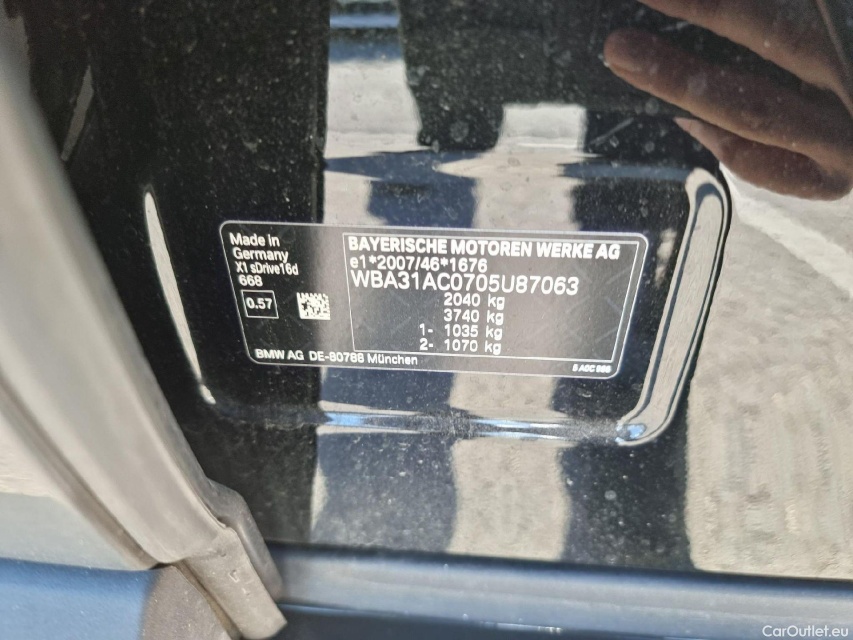 Made in
Germany
X1 sDrive16d
668
0.57
BAYERISCHE MOTOREN WERKE AG
e1*2007/46*1676
WBA31AC0705U87063
2040 kg
3740 kg
1- 1035 kg
2- 1070 kg
BMW AG DE-80788 München
CarOutlet.eu